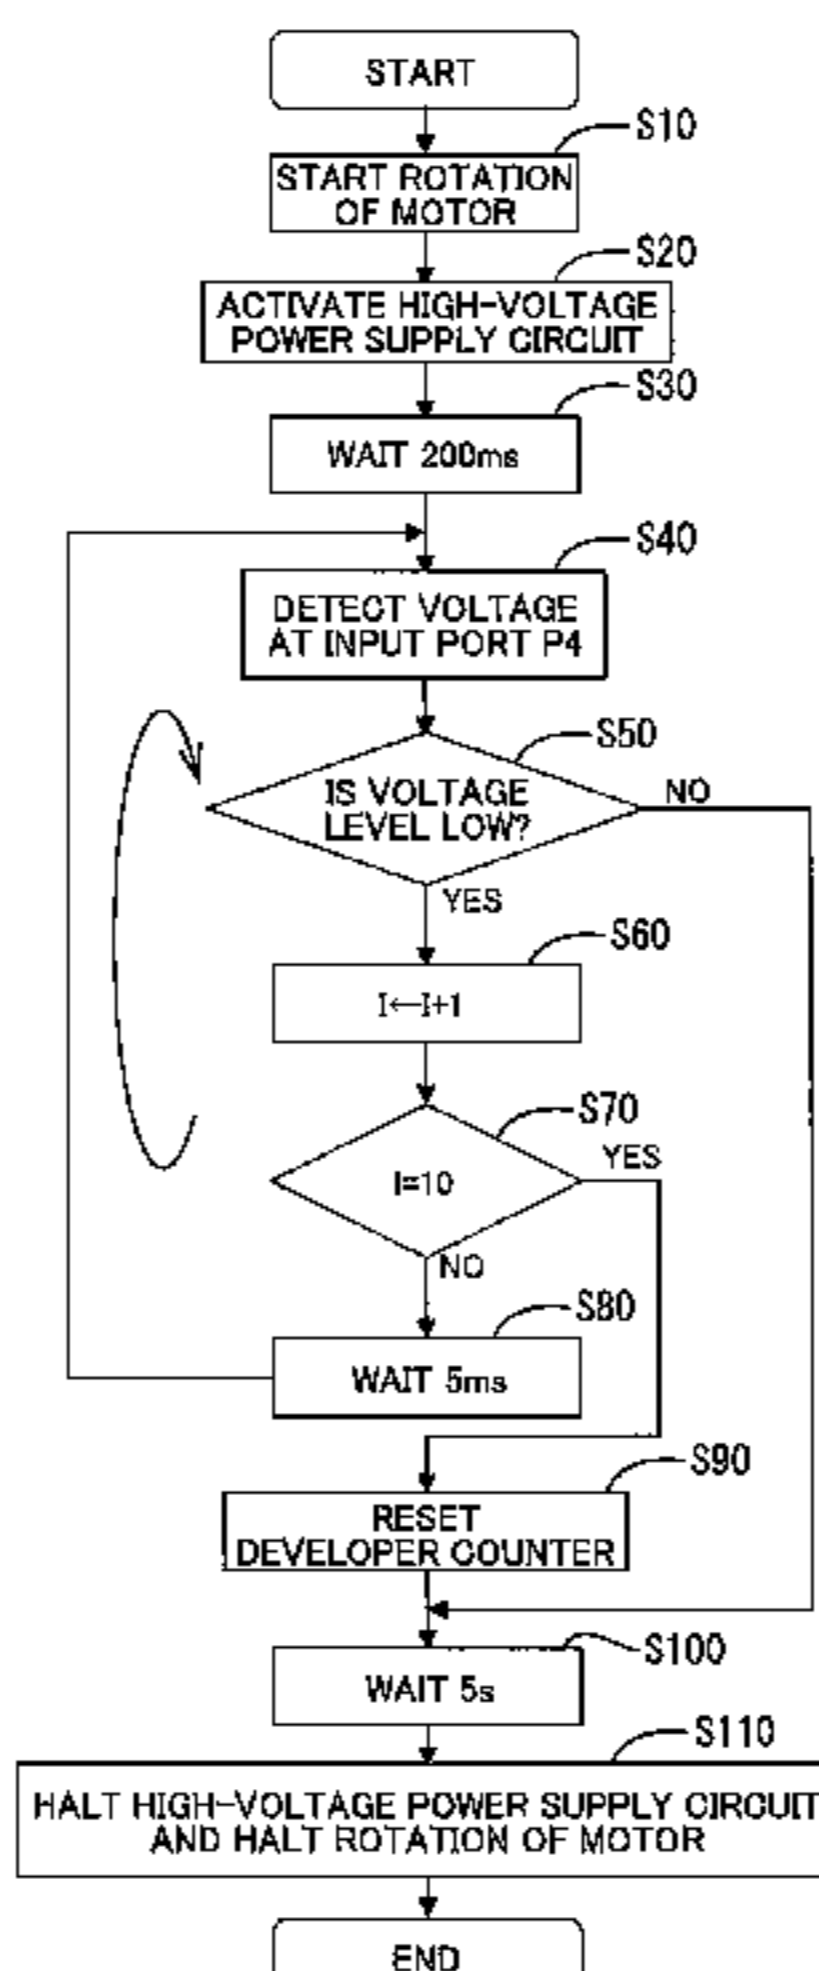 START
S10
START ROTATION
OF MOTOR
S20
ACTIVATE HIGH-VOLTAGE
POWER SUPPLY CIRCUIT
S30
WAIT 200ms
S40
DETECT VOLTAGE
AT INPUT PORT P4
S50
IS VOLTAGE
LEVEL LOW?
NO
YES
S60
I←I+1
S70
I=10
YES
NO
S80
WAIT 5ms
S90
RESET
DEVELOPER COUNTER
S100
WAIT 5s
S110
HALT HIGH-VOLTAGE POWER SUPPLY CIRCUIT
AND HALT ROTATION OF MOTOR
END